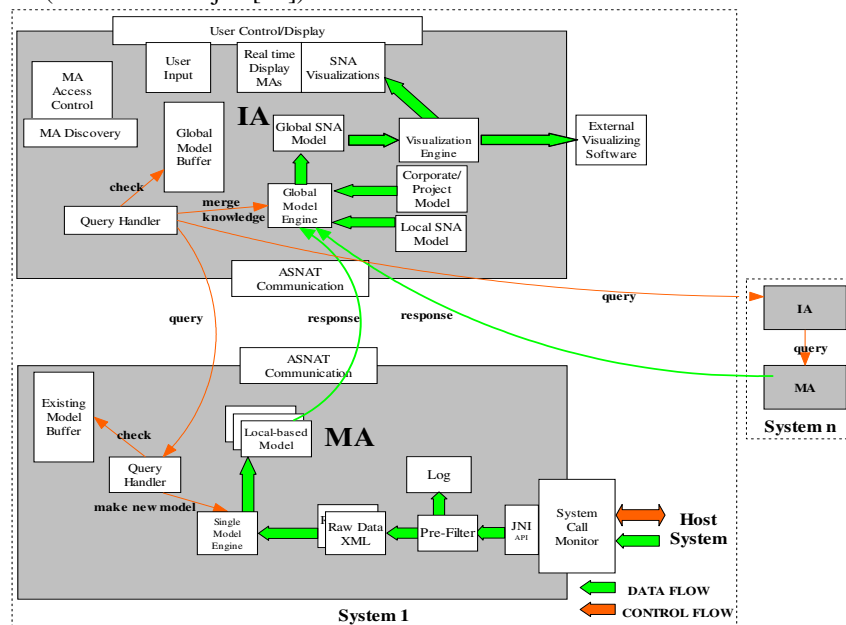 User Control/Display
User
Input
Real time
Display
MAs
SNA
Visualizations
MA
Access
Control
MA Discovery
Global
Model
Buffer
IA
Global SNA
Model
Visualization
Engine
External
Visualizing
Software
check
merge
knowledge
Query Handler
Global
Model
Engine
Corporate/
Project
Model
Local SNA
Model
ASNAT
Communication
query
response
response
query
IA
query
MA
System n
ASNAT
Communication
Existing
Model
Buffer
check
Query
Handler
make new model
Local-based
Model
MA
Single
Model
Engine
Raw Data
XML
Log
Pre-Filter
JNI
API
System
Call
Monitor
Host
System
DATA FLOW
CONTROL FLOW
System 1